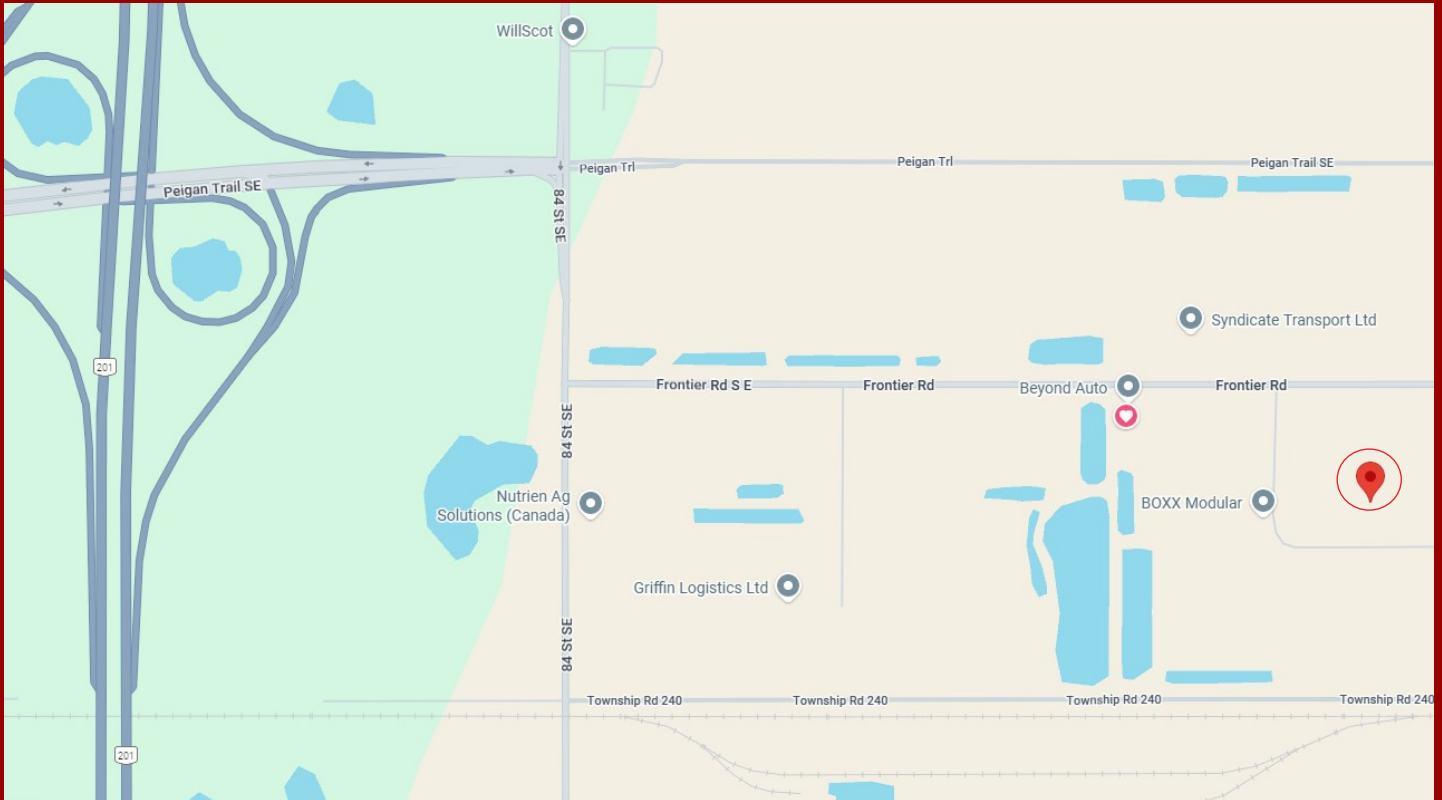 WillScot
Peigan Trl
Peigan Trl
Peigan Trail SE
Peigan Trail SE
84 St SE
Syndicate Transport Ltd
201
Frontier Rd S E
Frontier Rd
Beyond Auto
Frontier Rd
84 St SE
Nutrien Ag
Solutions (Canada)
BOXX Modular
Griffin Logistics Ltd
84 St SE
Township Rd 240
Township Rd 240
Township Rd 240
Township Rd 240
201